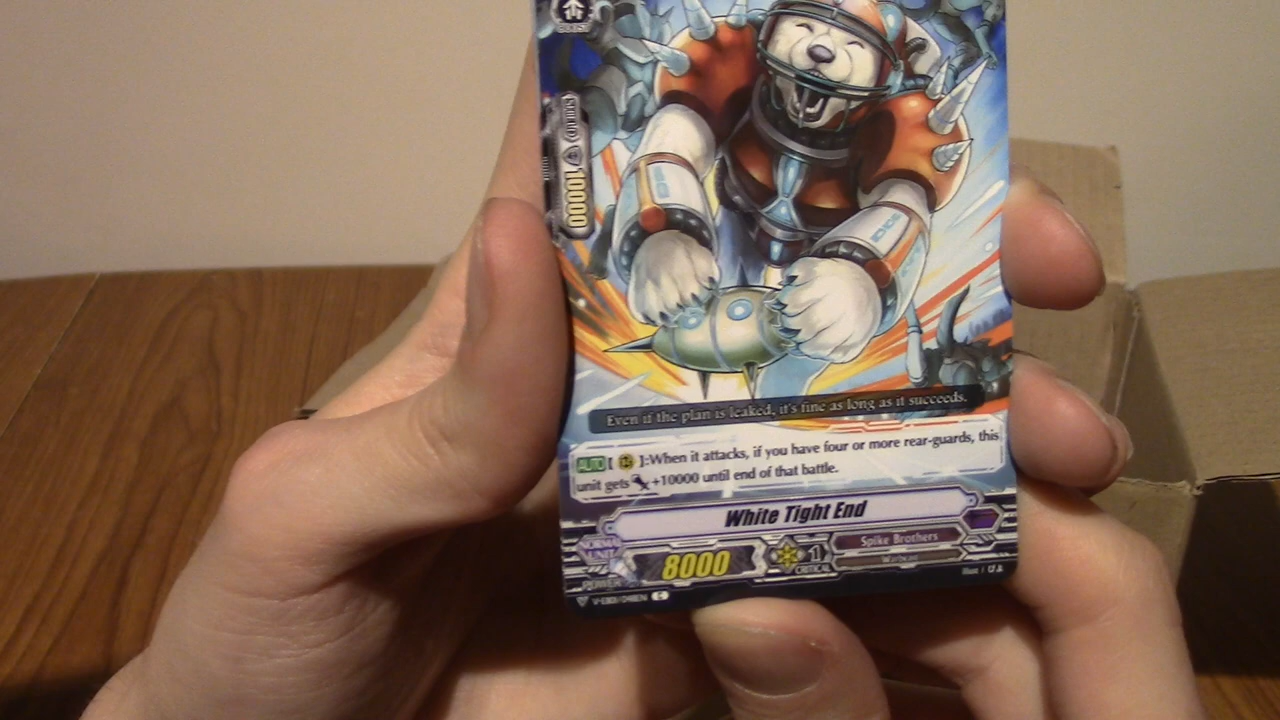 BOOST
SHIELD 10000
Even if the plan is leaked, it's fine as long as it succeeds.
AUTO [ RC ]:When it attacks, if you have four or more rear-guards, this
unit gets +10000 until end of that battle.
White Tight End
NORMAL UNIT
POWER 8000 1 CRITICAL
Spike Brothers
Warbeast